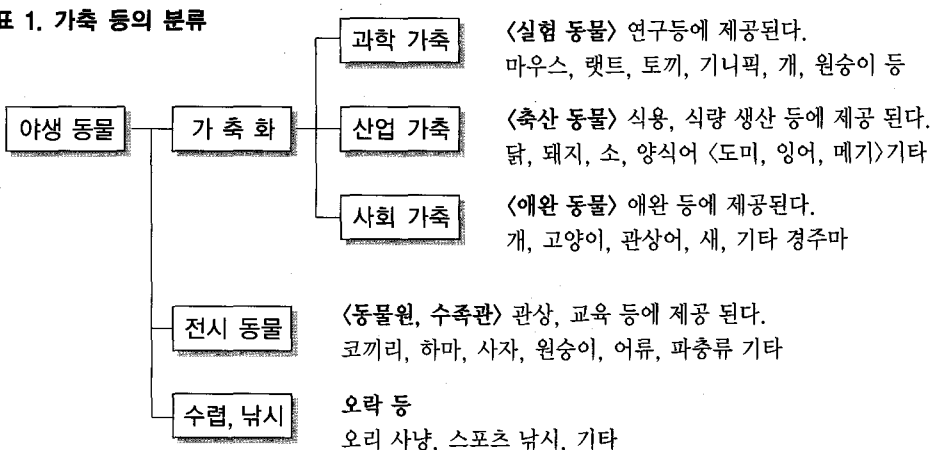 표 1. 가축 등의 분류
과학 가축
<실험 동물> 연구등에 제공된다.
마우스, 랫트, 토끼, 기니픽, 개, 원숭이 등
야생 동물
가 축 화
산업 가축
<축산 동물> 식용, 식량 생산 등에 제공 된다.
닭, 돼지, 소, 양식어 <도미, 잉어, 메기>기타
사회 가축
<애완 동물> 애완 등에 제공된다.
개, 고양이, 관상어, 새, 기타 경주마
전시 동물
<동물원, 수족관> 관상, 교육 등에 제공 된다.
코끼리, 하마, 사자, 원숭이, 어류, 파충류 기타
수렵, 낚시
오락 등
오리 사냥, 스포츠 낚시, 기타